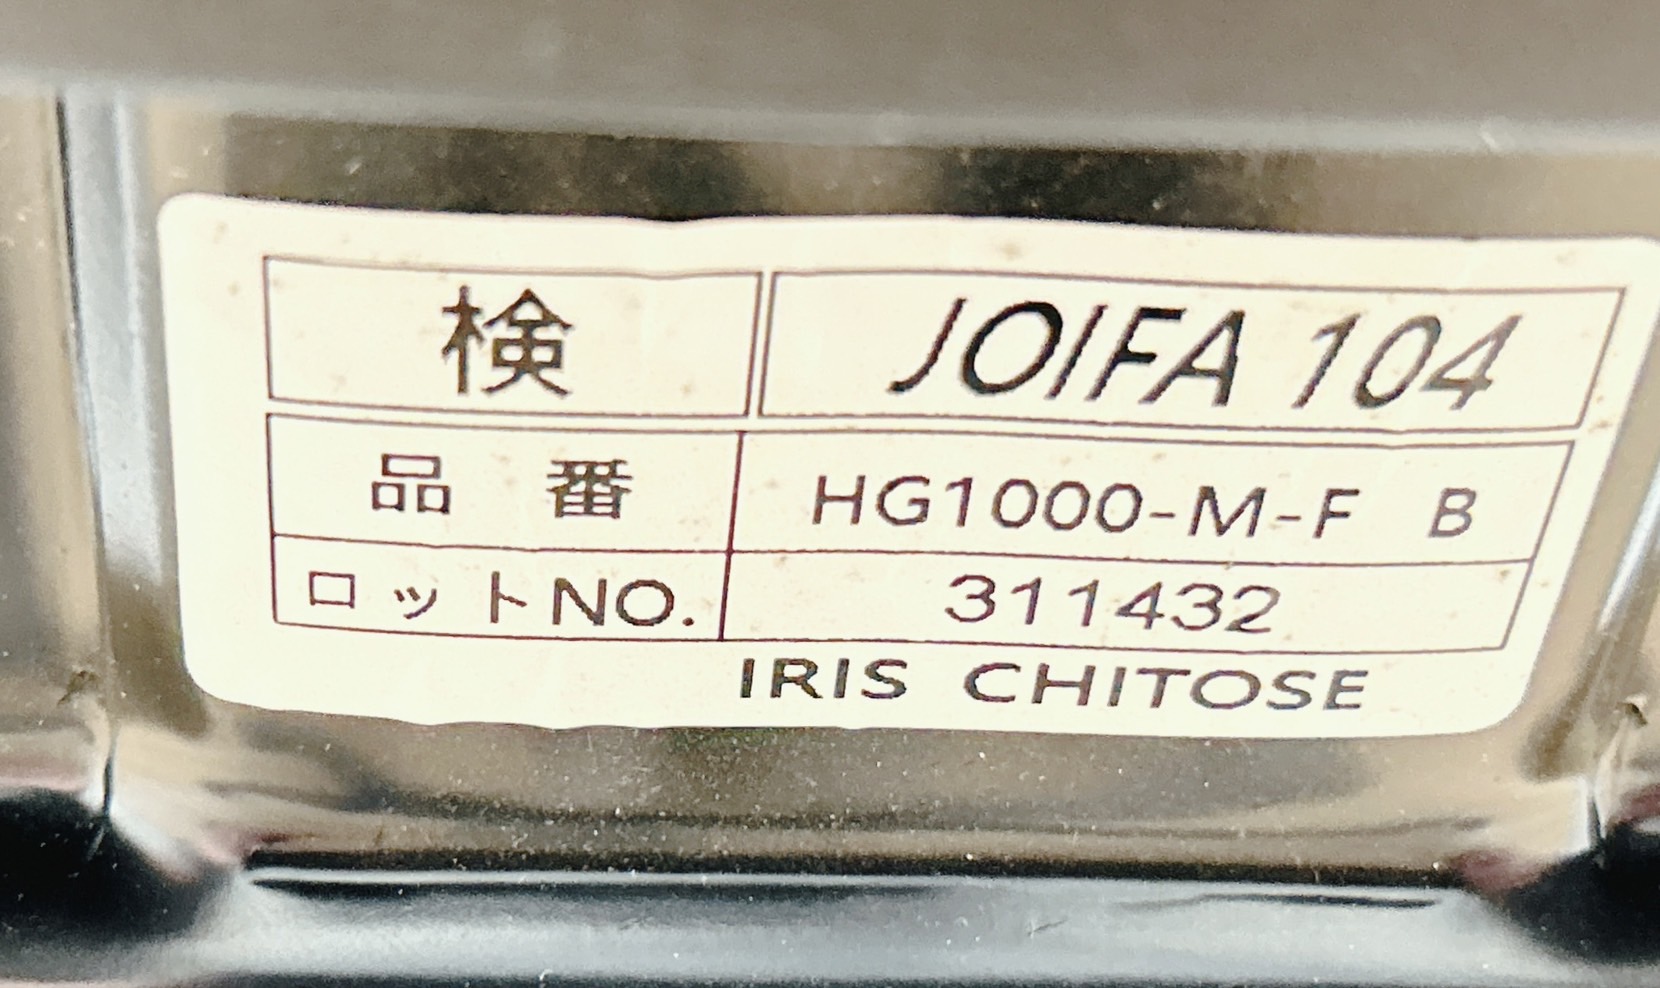 検 JOIFA 104
品 番 HG1000-M-F B
ロットNO. 311432
IRIS CHITOSE